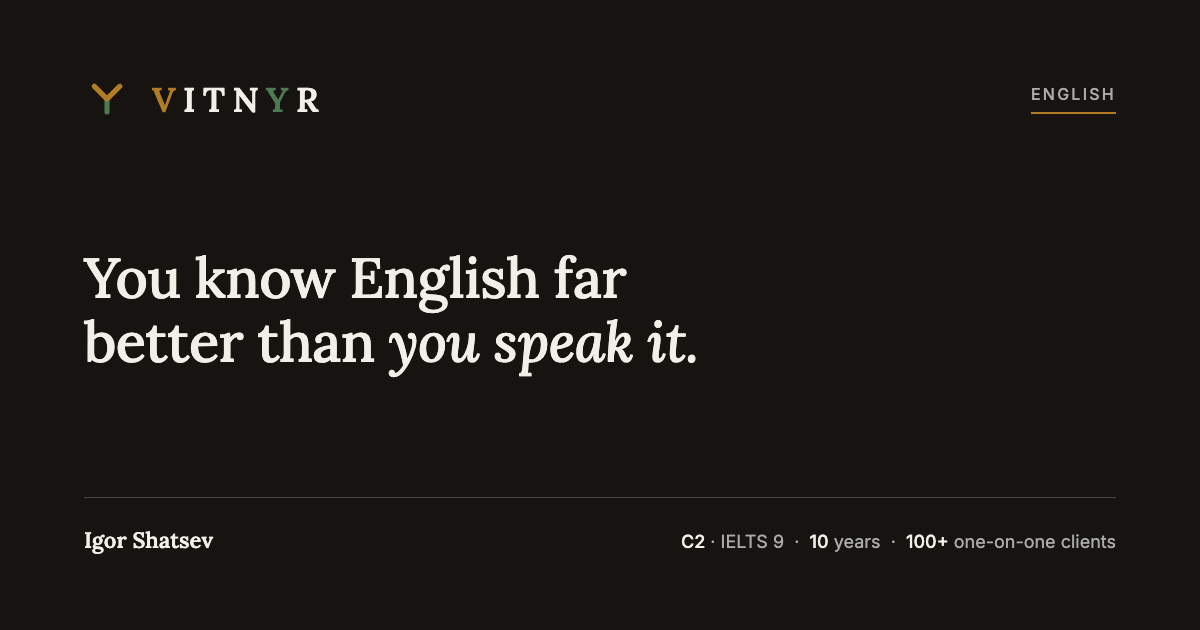 VITNYR
ENGLISH
You know English far
better than you speak it.
Igor Shatsev
C2 · IELTS 9 · 10 years · 100+ one-on-one clients